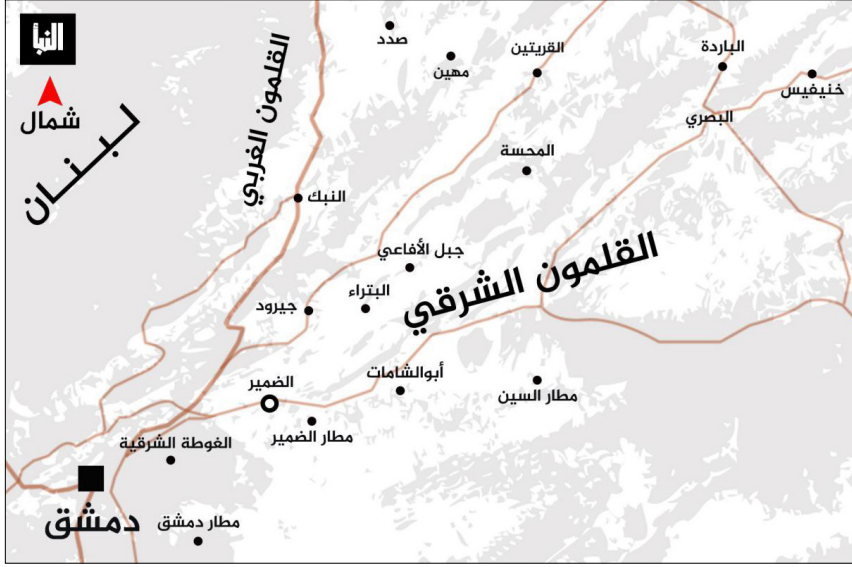 النبأ
شمال
لبنان
القلمون الغربي
صدد
مهين
القريتين
الباردة
خنيفيس
البصري
المحسة
النبك
جبل الأفاعي
القلمون الشرقي
البتراء
جيرود
أبوالشامات
الضمير
مطار السين
مطار الضمير
الغوطة الشرقية
دمشق
مطار دمشق